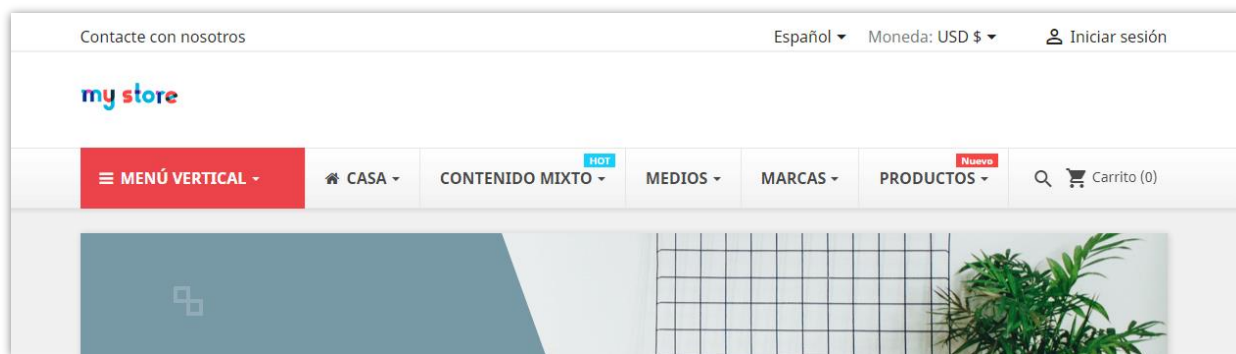 Contacte con nosotros Español Moneda: USD $ Iniciar sesión
my store
HOT Nuevo
MENÚ VERTICAL CASA CONTENIDO MIXTO MEDIOS MARCAS PRODUCTOS Carrito (0)